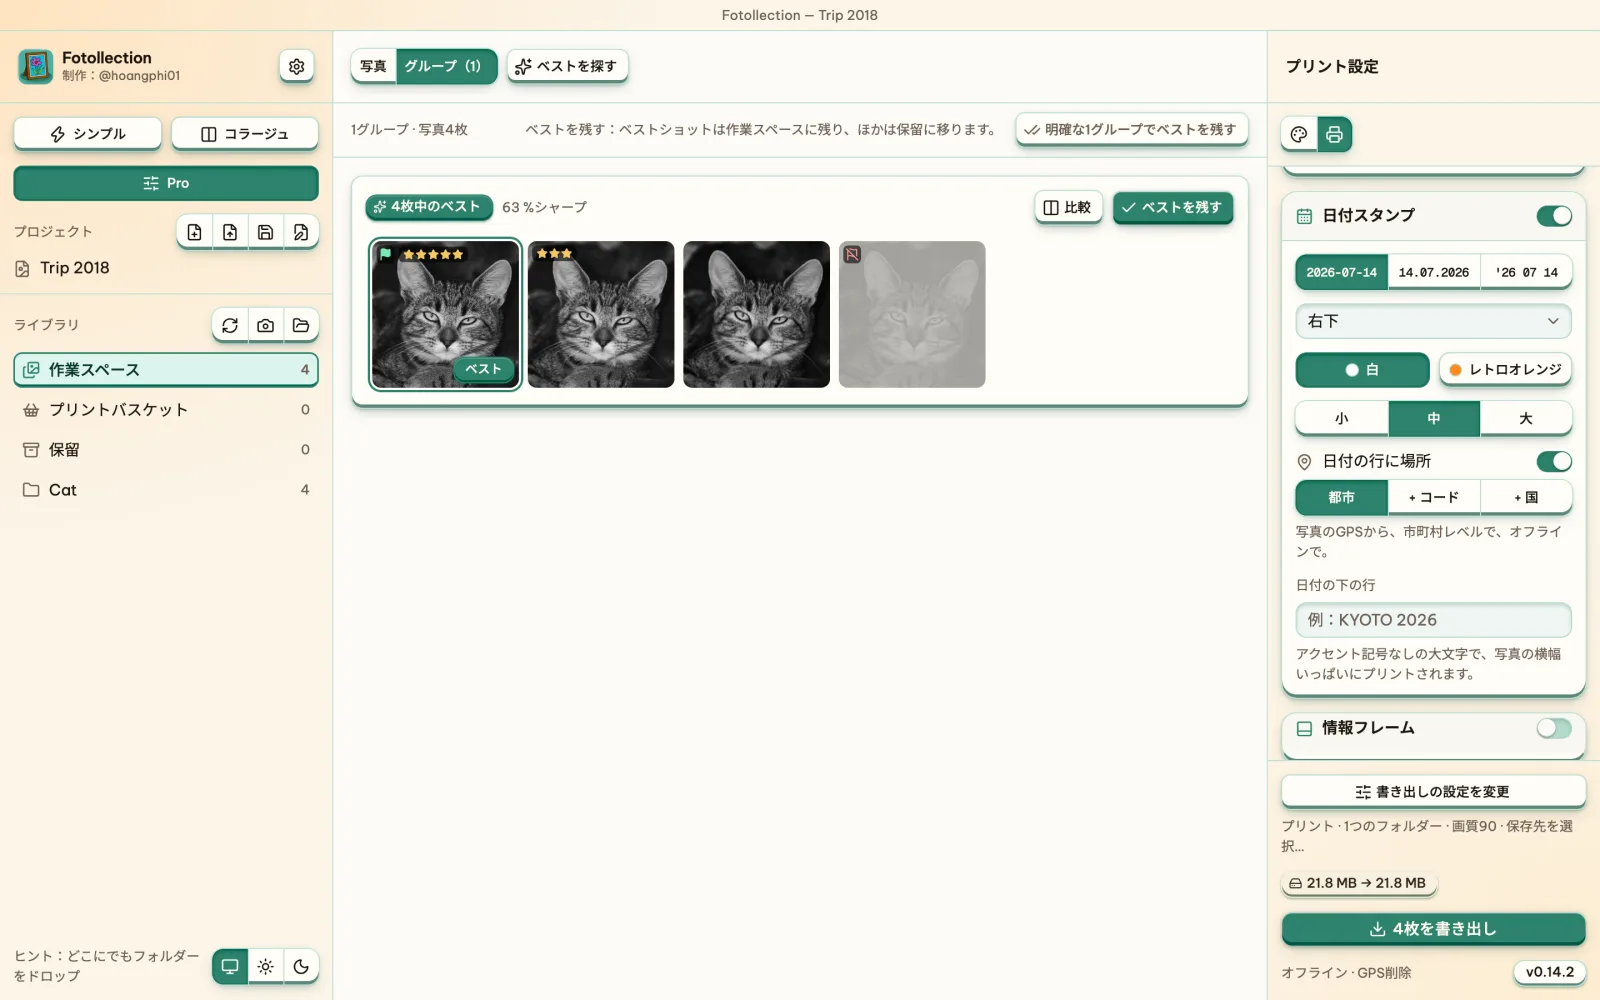 Fotollection — Trip 2018
Fotollection
制作：@hoangphi01
シンプル
コラージュ
Pro
プロジェクト
Trip 2018
ライブラリ
作業スペース
4
プリントバスケット
0
保留
0
Cat
4
ヒント：どこにでもフォルダー
をドロップ
写真
グループ（1）
ベストを探す
1グループ · 写真4枚
ベストを残す：ベストショットは作業スペースに残り、ほかは保留に移ります。
明確な1グループでベストを残す
4枚中のベスト
63 %シャープ
比較
ベストを残す
ベスト
プリント設定
日付スタンプ
2026-07-14
14.07.2026
'26 07 14
右下
白
レトロオレンジ
小
中
大
日付の行に場所
都市
+ コード
+ 国
写真のGPSから、市町村レベルで、オフライ
ンで。
日付の下の行
例：KYOTO 2026
アクセント記号なしの大文字で、写真の横幅
いっぱいにプリントされます。
情報フレーム
書き出しの設定を変更
プリント · 1つのフォルダー · 画質90 · 保存先を選
択...
21.8 MB → 21.8 MB
4枚を書き出し
オフライン · GPS削除
v0.14.2